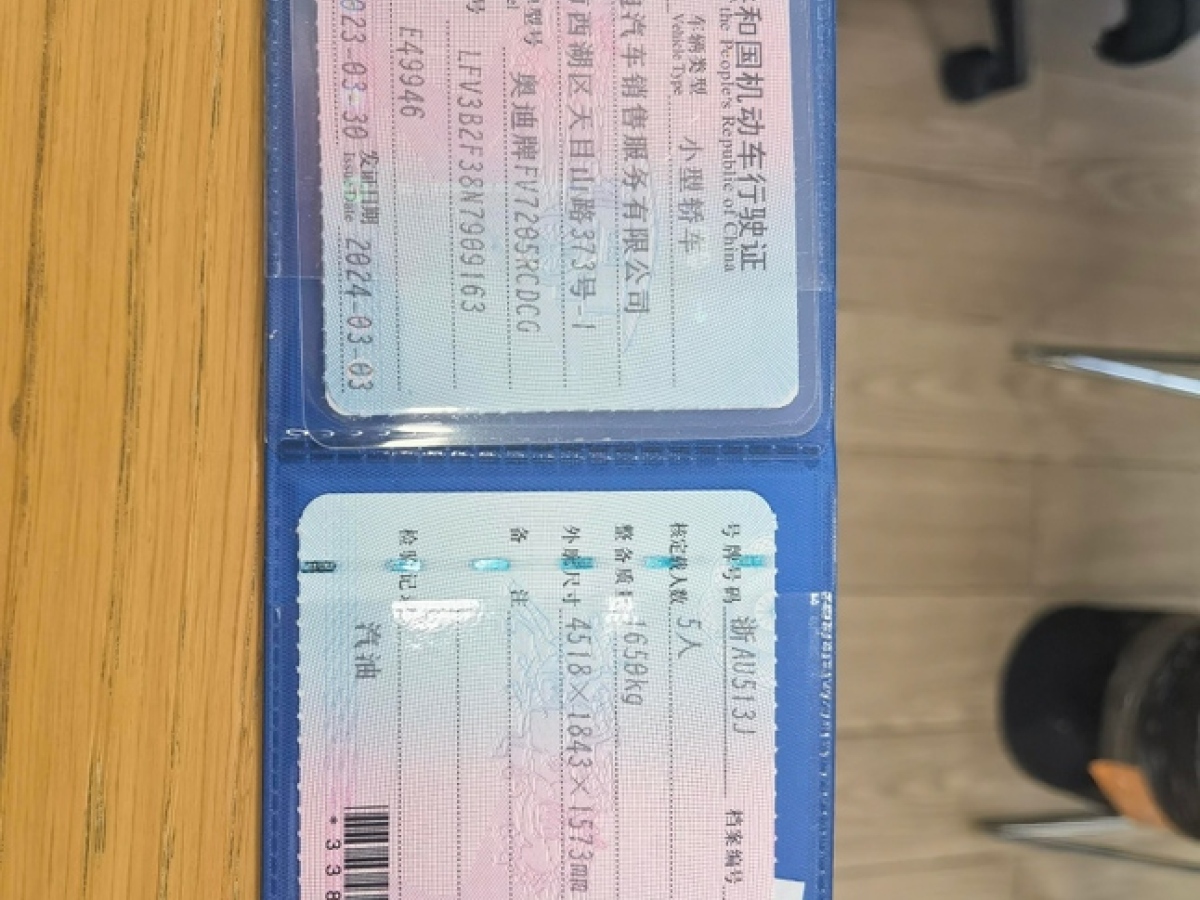 和国机动车行驶证
the People's Republic of China
车辆类型 小型轿车
Vehicle Type
汽车销售服务有限公司
西湖区天目山路373号-1
型号 奥迪牌FV7205RCDCG
号 LFV3B2F38N7909163
E49946
023-03-30 发证日期 2024-03-03
Issue Date
号牌号码 浙AU513J 档案编号
核定载人数 5人
整备质量 1650kg
外廓尺寸 4518×1843×1573mm
备 注
检验记
汽油
*338